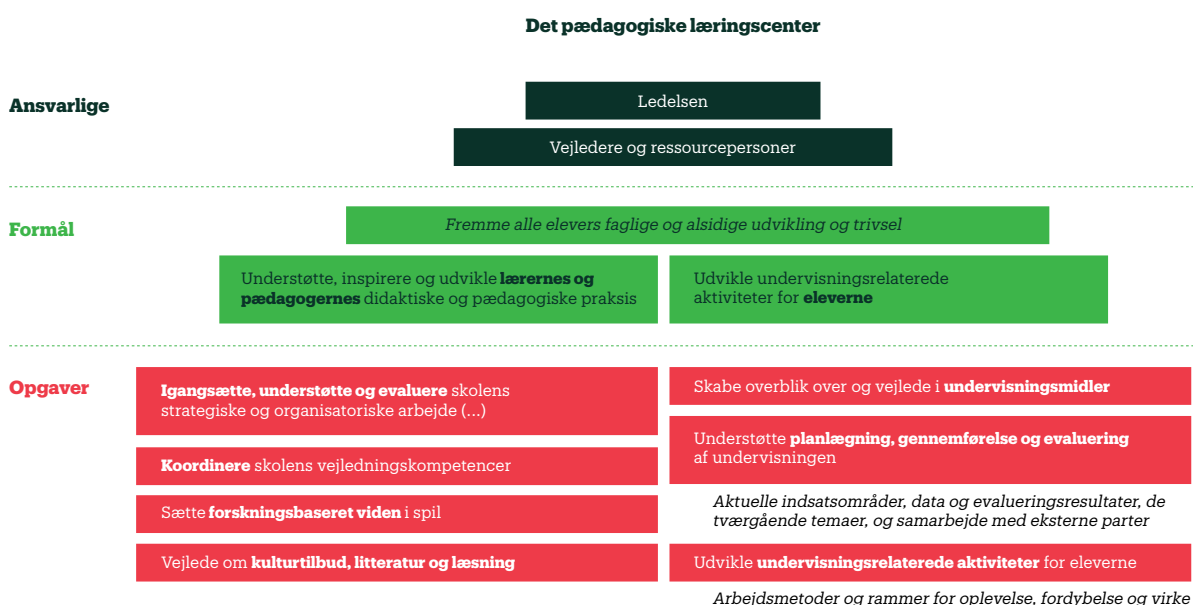 Det pædagogiske læringscenter
Ansvarlige
Ledelsen
Vejledere og ressourcepersoner
Formål
Fremme alle elevers faglige og alsidige udvikling og trivsel
Understøtte, inspirere og udvikle lærernes og
pædagogernes didaktiske og pædagogiske praksis
Udvikle undervisningsrelaterede
aktiviteter for eleverne
Opgaver
Igangsætte, understøtte og evaluere skolens
strategiske og organisatoriske arbejde (...)
Koordinere skolens vejledningskompetencer
Sætte forskningsbaseret viden i spil
Vejlede om kulturtilbud, litteratur og læsning
Skabe overblik over og vejlede i undervisningsmidler
Understøtte planlægning, gennemførelse og evaluering
af undervisningen
Aktuelle indsatsområder, data og evalueringsresultater, de
tværgående temaer, og samarbejde med eksterne parter
Udvikle undervisningsrelaterede aktiviteter for eleverne
Arbejdsmetoder og rammer for oplevelse, fordybelse og virke